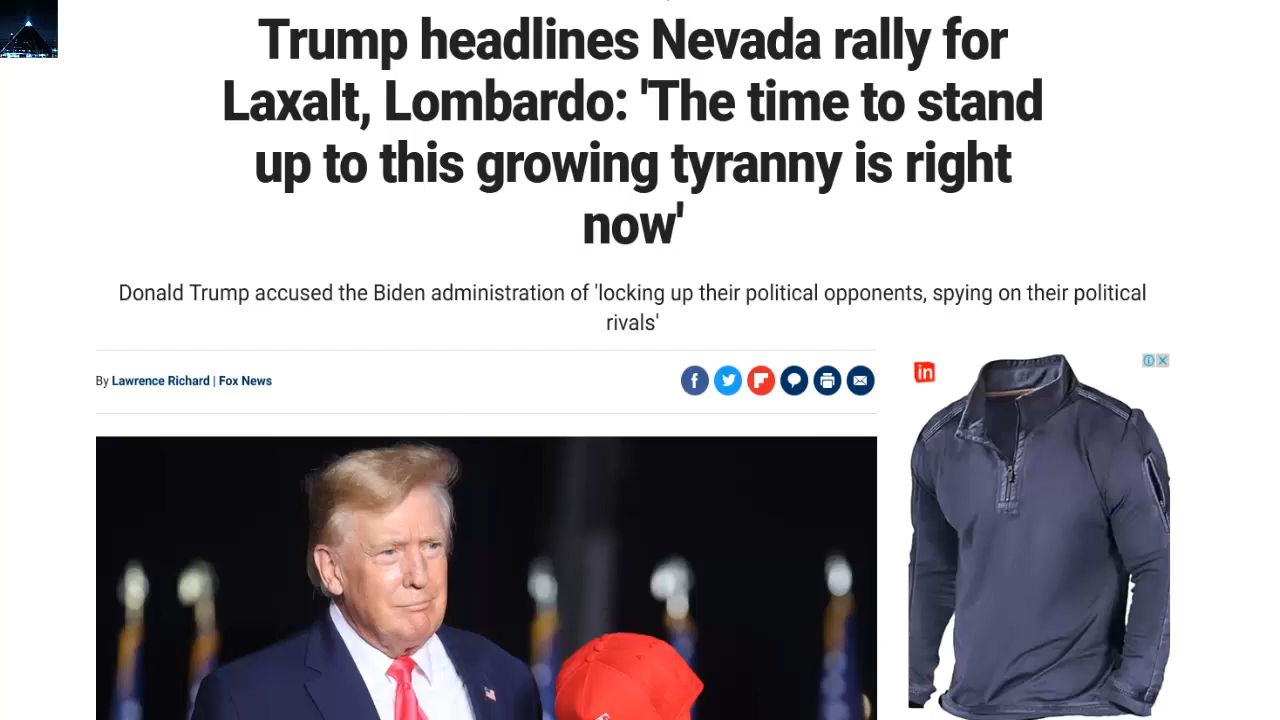 Trump headlines Nevada rally for
Laxalt, Lombardo: 'The time to stand
up to this growing tyranny is right
now'
Donald Trump accused the Biden administration of 'locking up their political opponents, spying on their political
rivals'
By Lawrence Richard | Fox News
in